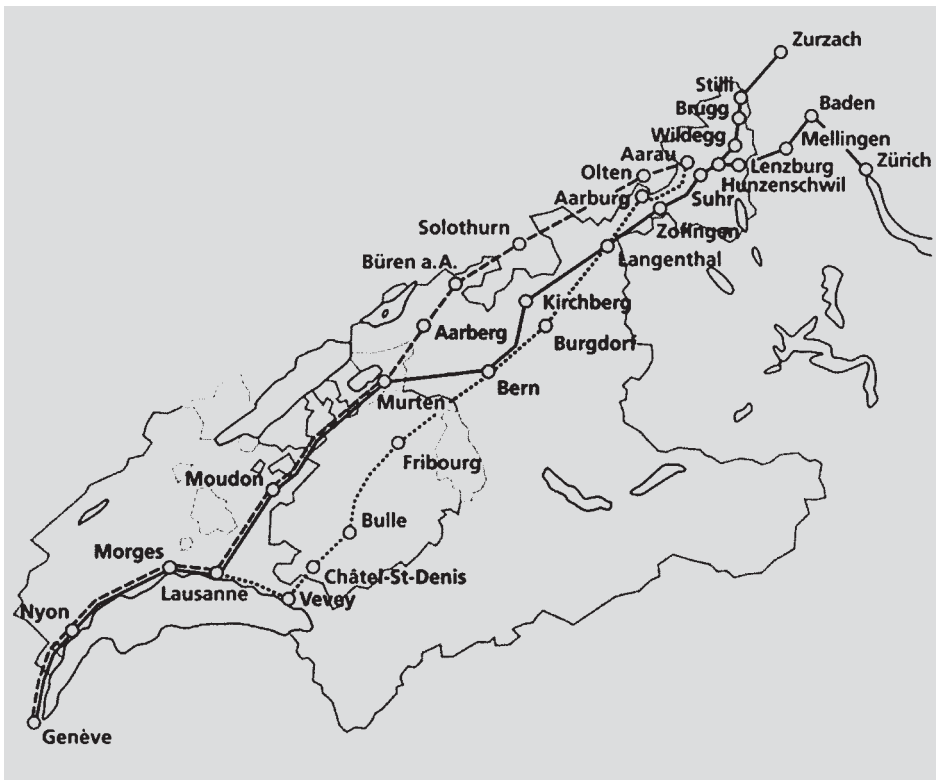 Zurzach
Stilli
Brugg
Baden
Wildegg
Mellingen
Aarau
Lenzburg
Zürich
Olten
Hunzenschwil
Aarburg
Suhr
Solothurn
Zofingen
Langenthal
Büren a.A.
Kirchberg
Aarberg
Burgdorf
Bern
Murten
Fribourg
Moudon
Bulle
Morges
Châtel-St-Denis
Lausanne
Vevey
Nyon
Genève